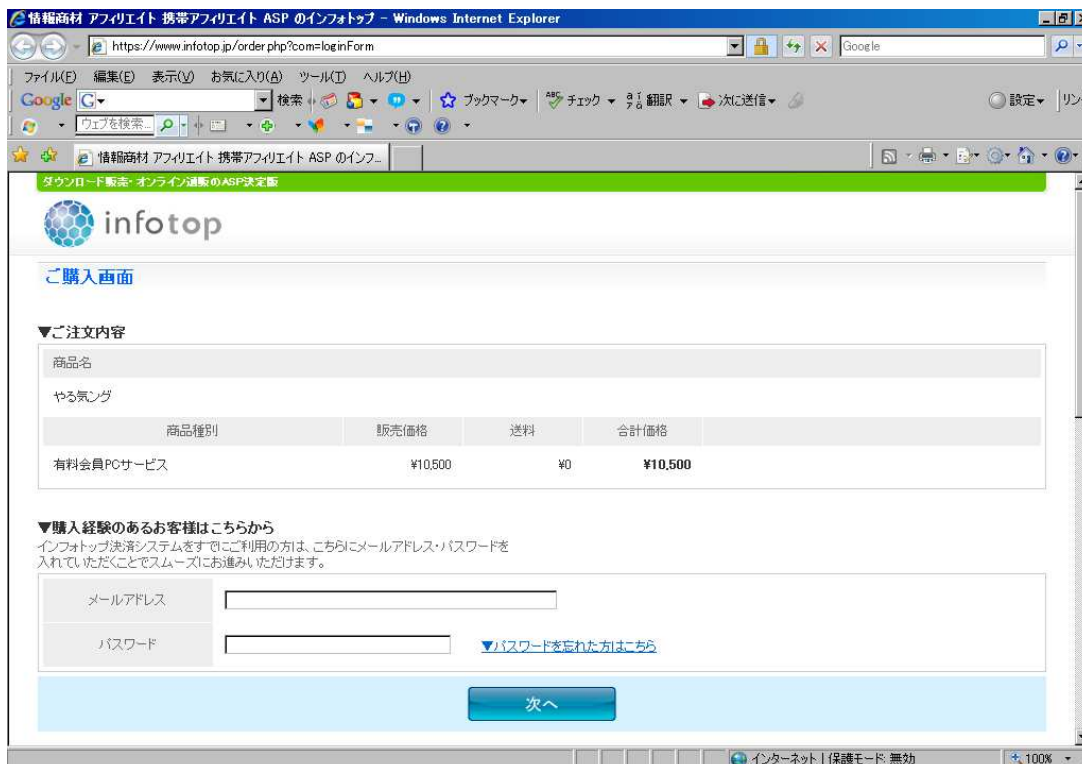 情報商材 アフィリエイト 携帯アフィリエイト ASP のインフォトップ - Windows Internet Explorer
https://www.infotop.jp/order.php?com=loginForm
Google
ファイル(F) 編集(E) 表示(V) お気に入り(A) ツール(T) ヘルプ(H)
Google G 検索 ブックマーク ABC チェック 翻訳 次に送信 設定 リン
ウェブを検索...
情報商材 アフィリエイト 携帯アフィリエイト ASP のインフ...
ダウンロード販売・オンライン通販のASP決定版
infotop
ご購入画面
▼ご注文内容
商品名
やる気ング
商品種別 販売価格 送料 合計価格
有料会員PCサービス ¥10,500 ¥0 ¥10,500
▼購入経験のあるお客様はこちらから
インフォトップ決済システムをすでにご利用の方は、こちらにメールアドレス・パスワードを
入れていただくことでスムーズにお進みいただけます。
メールアドレス
パスワード ▼パスワードを忘れた方はこちら
次へ
インターネット | 保護モード: 無効 100%